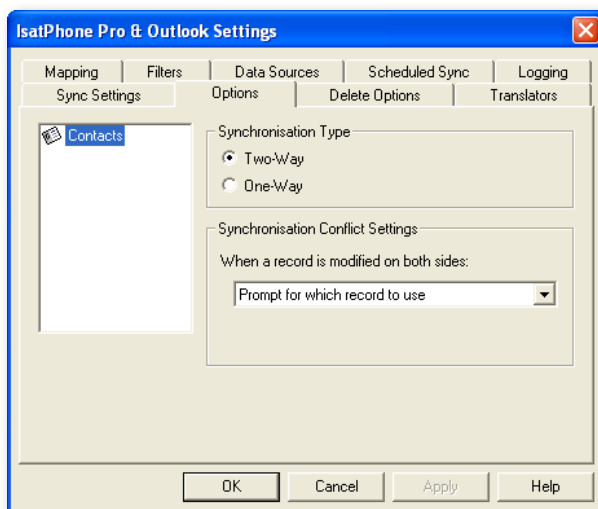 IsatPhone Pro & Outlook Settings
Mapping Filters Data Sources Scheduled Sync Logging
Sync Settings Options Delete Options Translators
Contacts
Synchronisation Type
Two-Way
One-Way
Synchronisation Conflict Settings
When a record is modified on both sides:
Prompt for which record to use
OK Cancel Apply Help